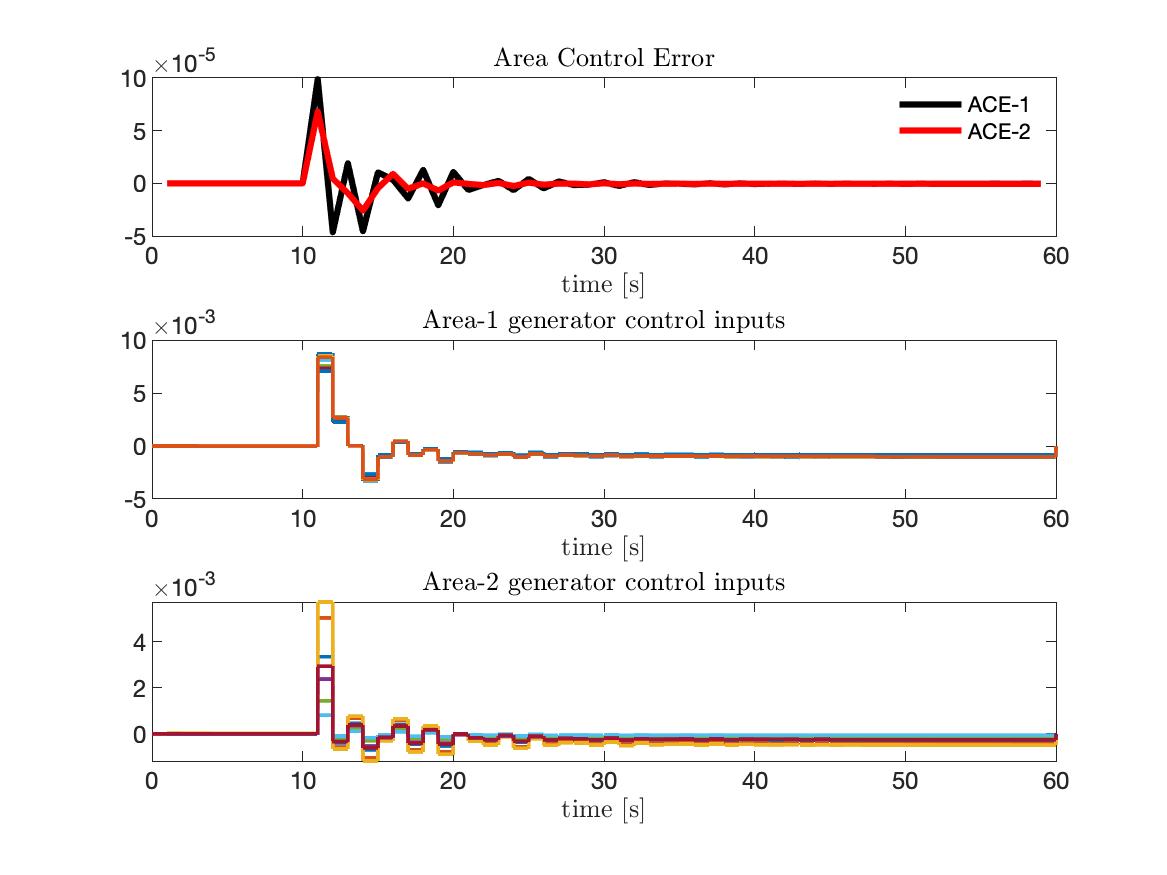 Area Control Error
×10-5
10
5
0
-5
ACE-1
ACE-2
0 10 20 30 40 50 60
time [s]
Area-1 generator control inputs
×10-3
10
5
0
-5
0 10 20 30 40 50 60
time [s]
Area-2 generator control inputs
×10-3
4
2
0
0 10 20 30 40 50 60
time [s]